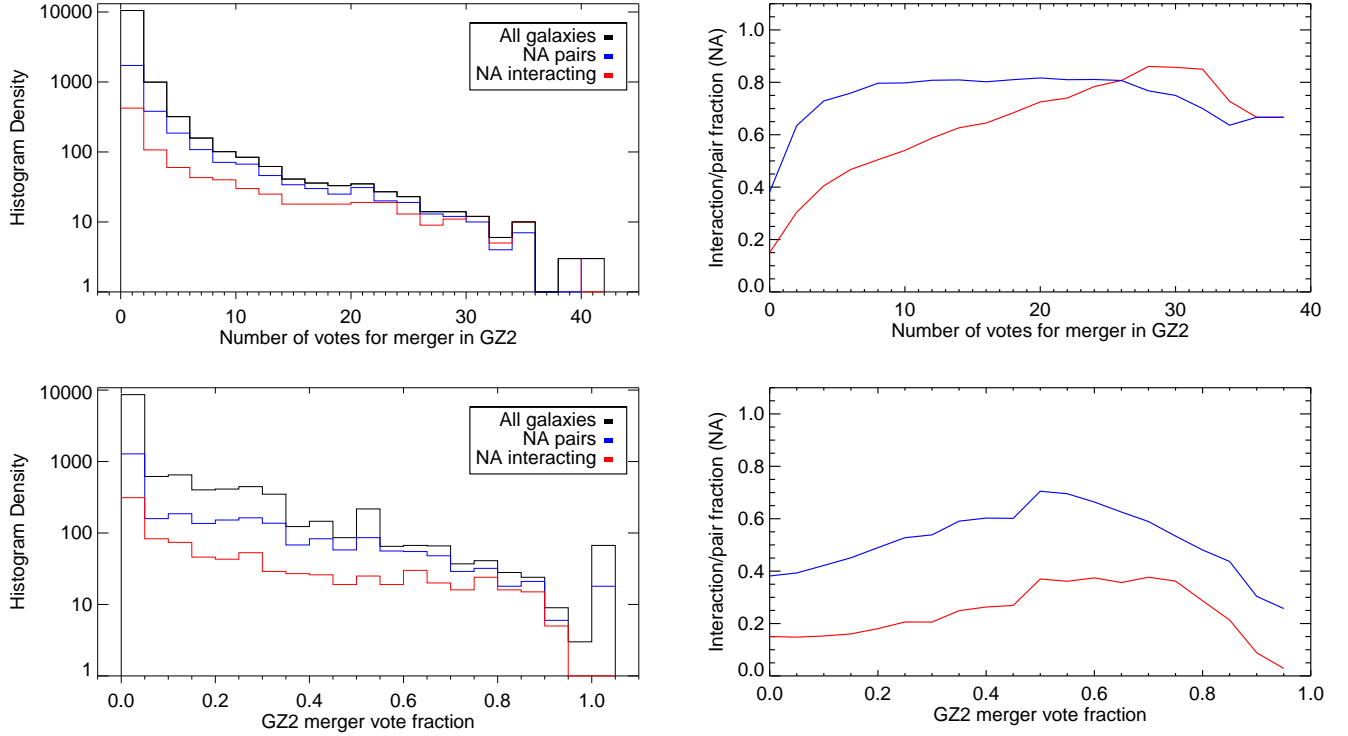 10000
1000
100
10
1
Histogram Density
All galaxies
NA pairs
NA interacting
0 10 20 30 40
Number of votes for merger in GZ2
1.0
0.8
0.6
0.4
0.2
0.0
Interaction/pair fraction (NA)
0 10 20 30 40
Number of votes for merger in GZ2
10000
1000
100
10
1
Histogram Density
All galaxies
NA pairs
NA interacting
0.0 0.2 0.4 0.6 0.8 1.0
GZ2 merger vote fraction
1.0
0.8
0.6
0.4
0.2
0.0
Interaction/pair fraction (NA)
0.0 0.2 0.4 0.6 0.8 1.0
GZ2 merger vote fraction